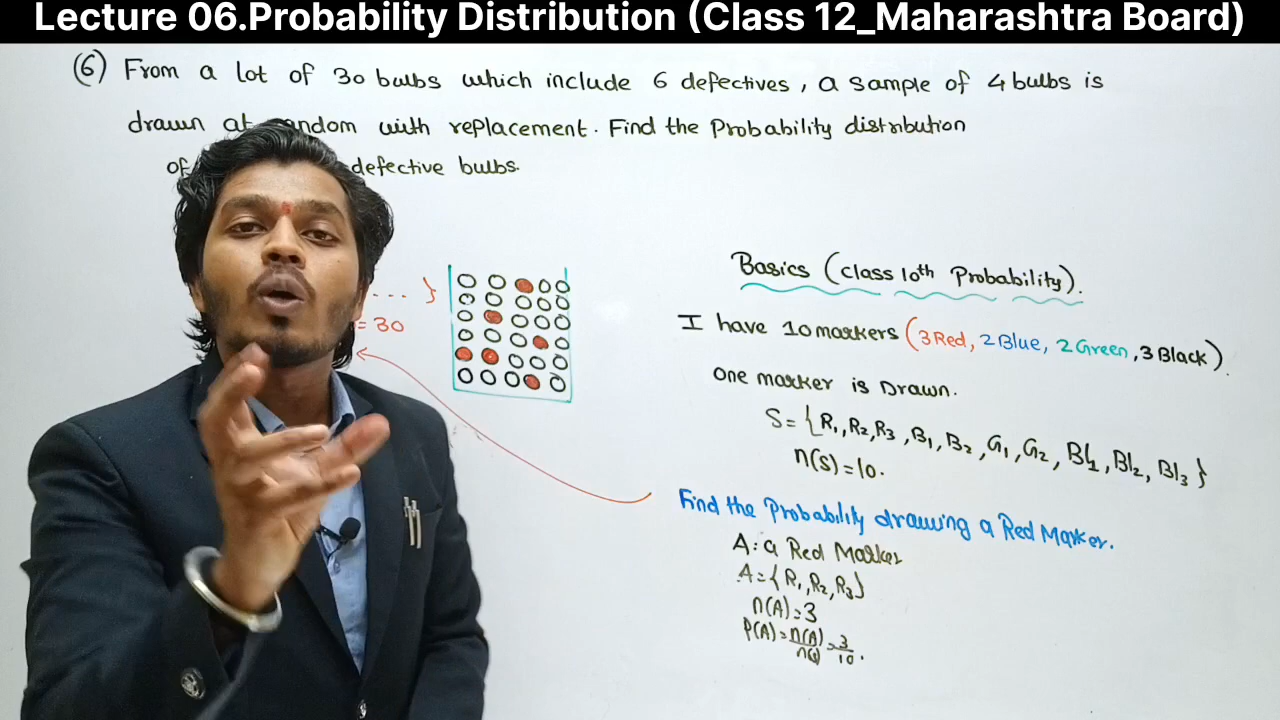 Lecture 06.Probability Distribution (Class 12_Maharashtra Board)
(6) From a lot of 30 bulbs which include 6 defectives, a sample of 4 bulbs is
drawn at random with replacement. Find the Probability distribution
of defective bulbs.
... }
= 30
Basics (class 10th Probability).
I have 10 markers (3 Red, 2 Blue, 2 Green, 3 Black).
One marker is Drawn.
S = {R₁, R₂, R₃, B₁, B₂, G₁, G₂, Bl₁, Bl₂, Bl₃}
n(S) = 10.
Find the Probability drawing a Red Marker.
A: a Red Marker
A = {R₁, R₂, R₃}
n(A) = 3
P(A) = n(A)/n(S) = 3/10.